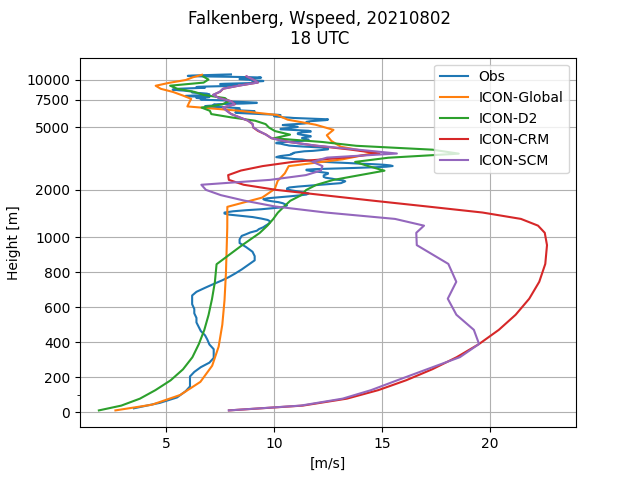 Falkenberg, Wspeed, 20210802
18 UTC
Obs
ICON-Global
ICON-D2
ICON-CRM
ICON-SCM
10000
7500
5000
2000
1000
800
600
400
200
0
Height [m]
5
10
15
20
[m/s]